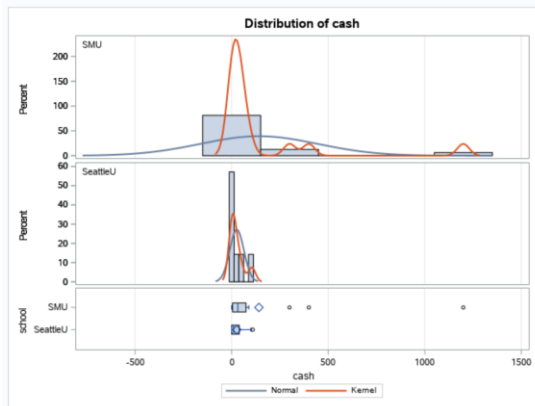 Distribution of cash
SMU
Percent
200
150
100
50
0
SeattleU
Percent
60
50
40
30
20
10
0
school
SMU
SeattleU
-500 0 500 1000 1500
cash
Normal Kernel